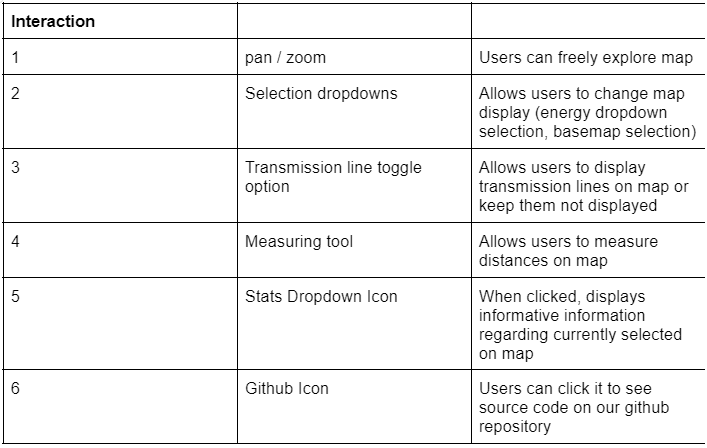 Interaction
1
pan / zoom
Users can freely explore map
2
Selection dropdowns
Allows users to change map
display (energy dropdown
selection, basemap selection)
3
Transmission line toggle
option
Allows users to display
transmission lines on map or
keep them not displayed
4
Measuring tool
Allows users to measure
distances on map
5
Stats Dropdown Icon
When clicked, displays
informative information
regarding currently selected
on map
6
Github Icon
Users can click it to see
source code on our github
repository